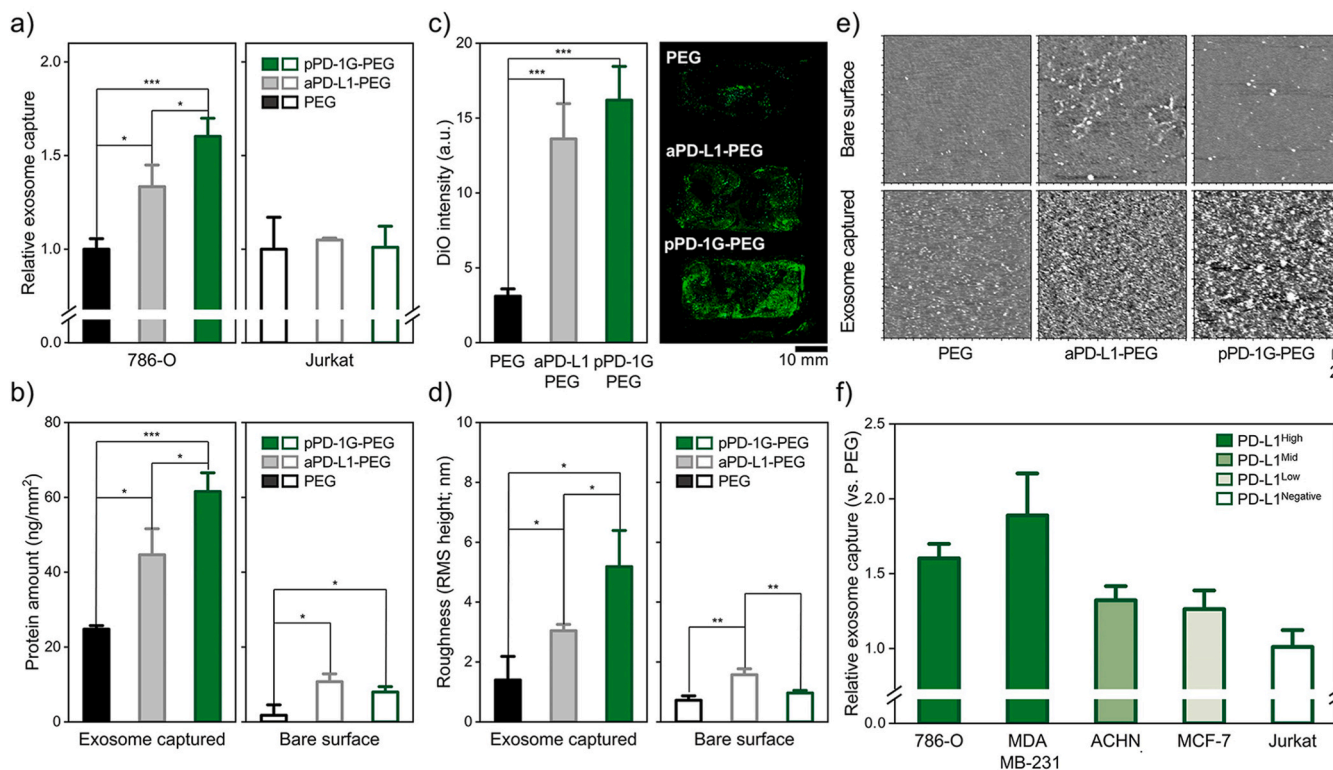 a)
Relative exosome capture
2.0
1.5
1.0
0.0
***
*
*
pPD-1G-PEG
aPD-L1-PEG
PEG
786-O
Jurkat
b)
Protein amount (ng/mm²)
80
60
40
20
0
***
*
*
*
*
pPD-1G-PEG
aPD-L1-PEG
PEG
Exosome captured
Bare surface
c)
DiO intensity (a.u.)
20
15
10
5
0
***
***
PEG
aPD-L1
PEG
pPD-1G
PEG
PEG
aPD-L1-PEG
pPD-1G-PEG
10 mm
d)
Roughness (RMS height; nm)
10
8
6
4
2
0
*
*
*
**
**
pPD-1G-PEG
aPD-L1-PEG
PEG
Exosome captured
Bare surface
e)
Bare surface
Exosome captured
PEG
aPD-L1-PEG
pPD-1G-PEG
f)
Relative exosome capture (vs. PEG)
2.5
2.0
1.5
1.0
0.0
PD-L1High
PD-L1Mid
PD-L1Low
PD-L1Negative
786-O
MDA
MB-231
ACHN
MCF-7
Jurkat